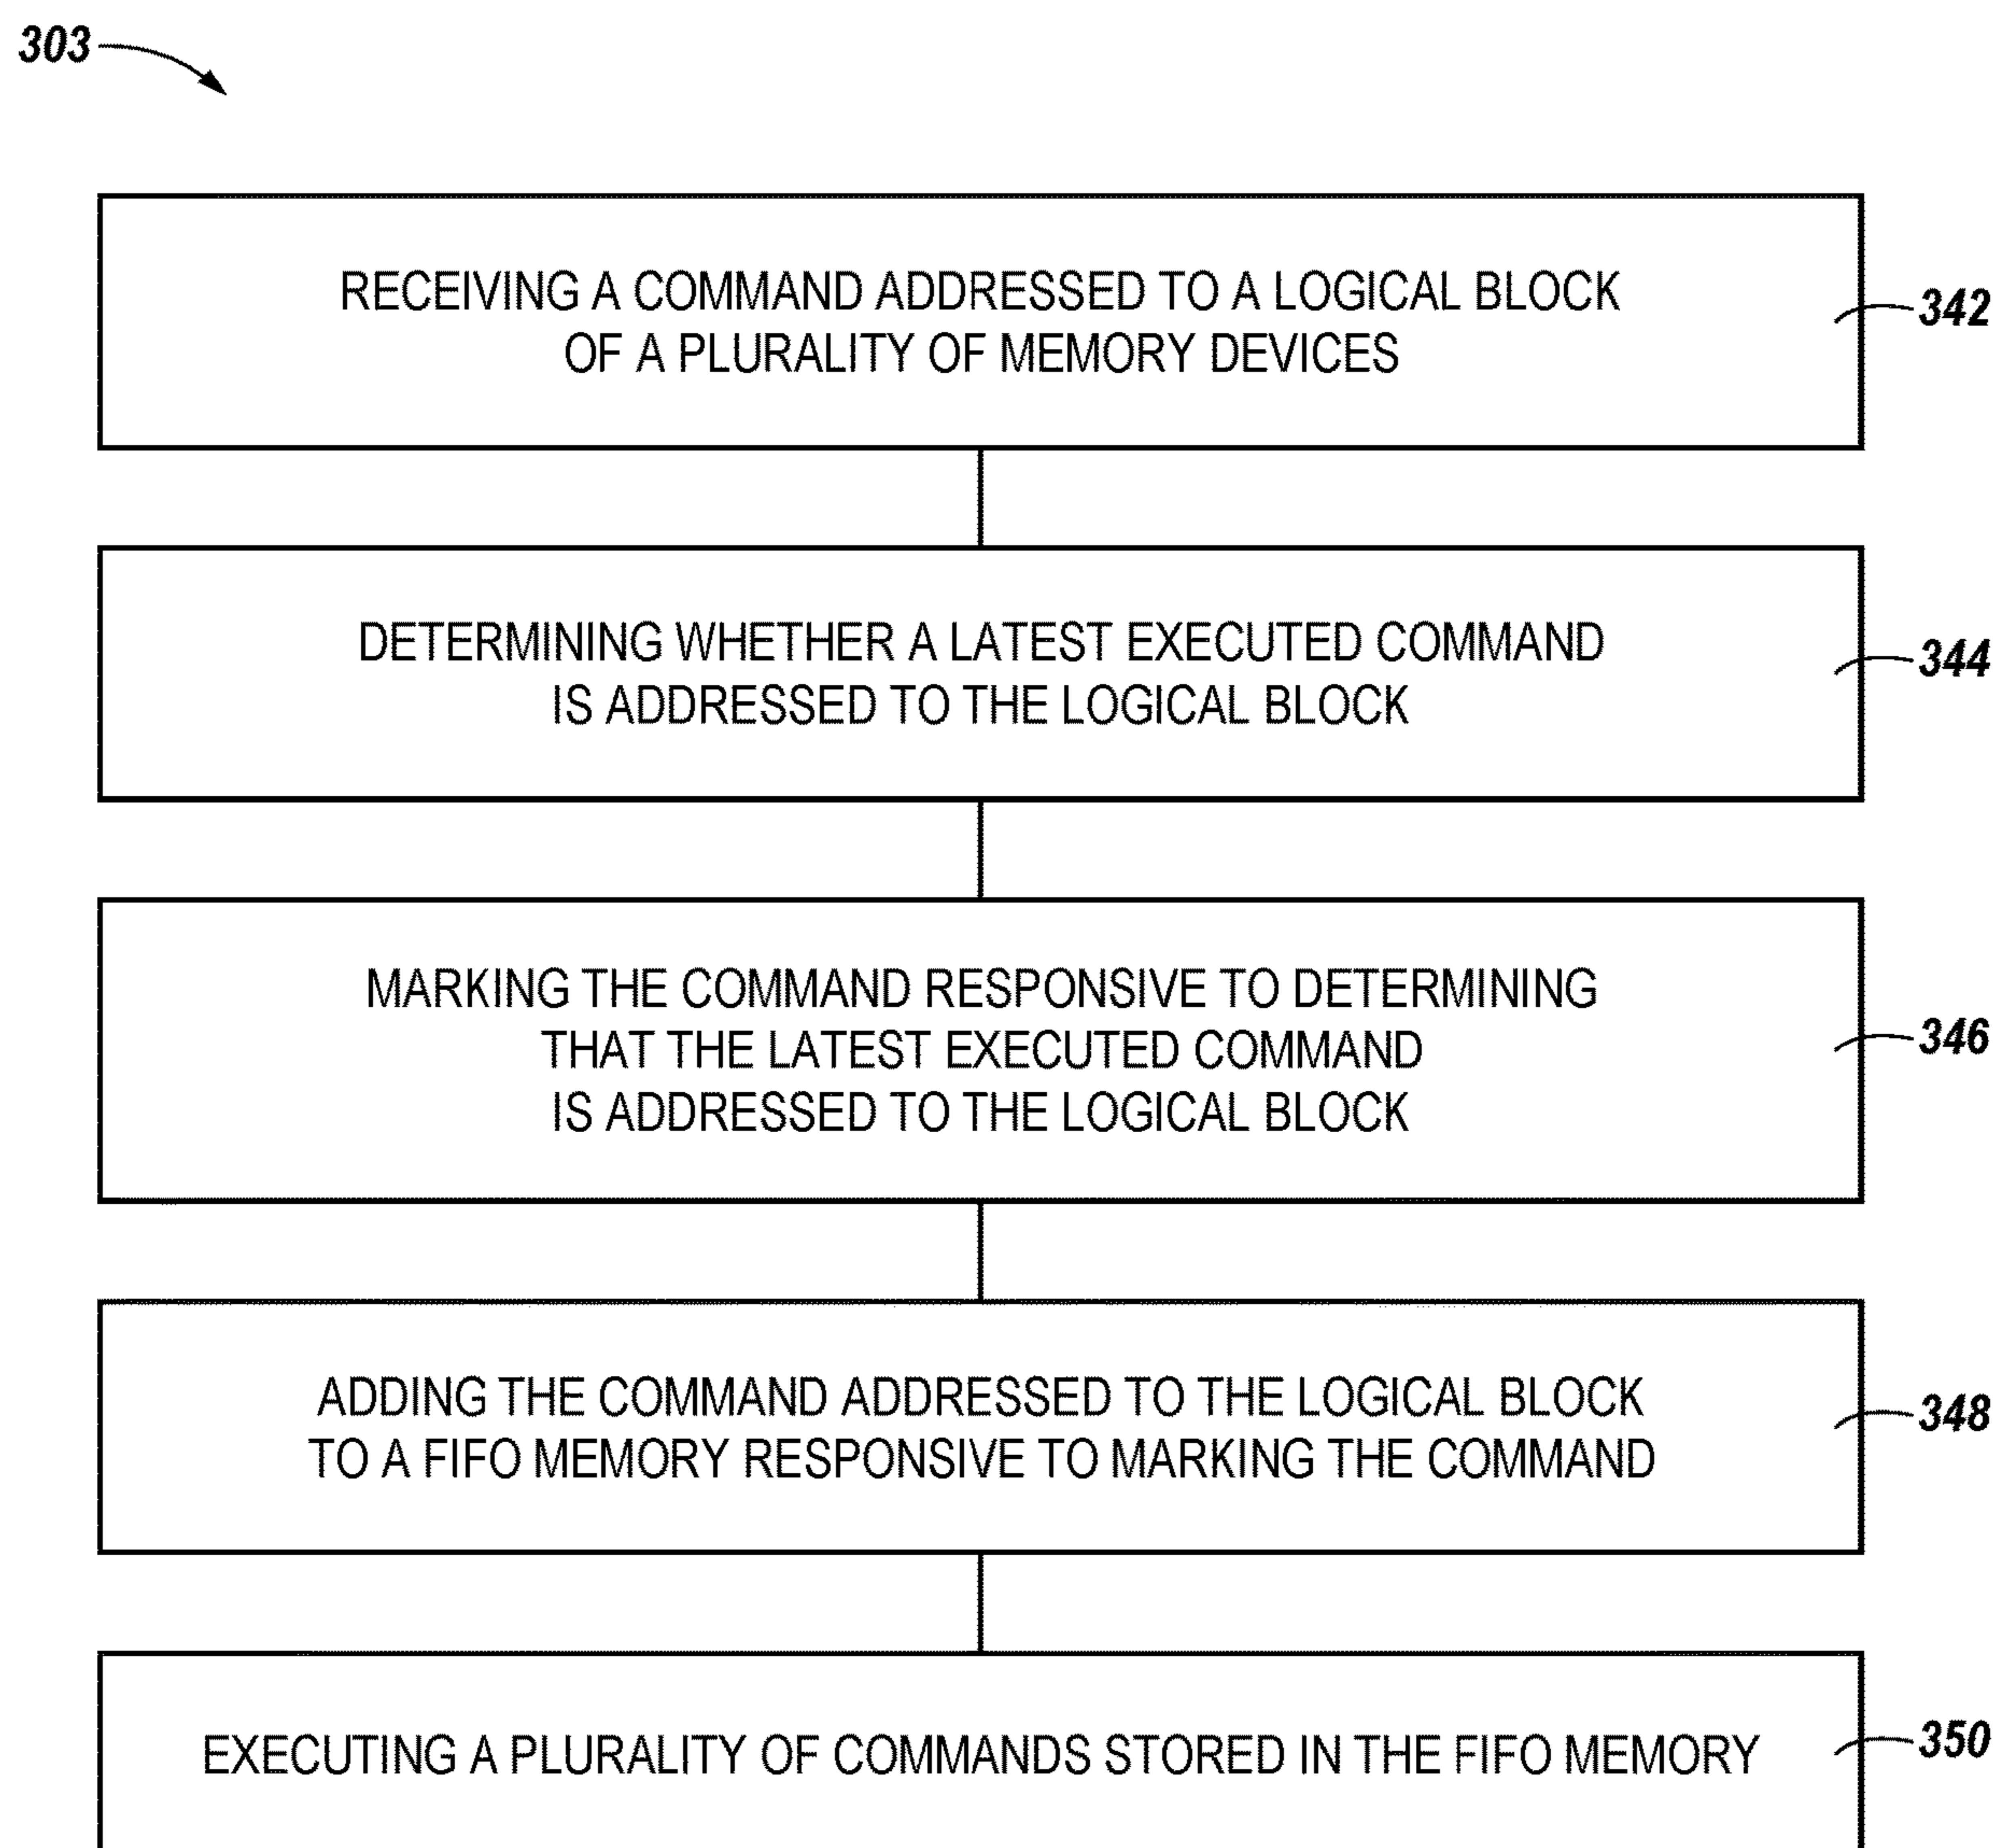 303
RECEIVING A COMMAND ADDRESSED TO A LOGICAL BLOCK
OF A PLURALITY OF MEMORY DEVICES
342
DETERMINING WHETHER A LATEST EXECUTED COMMAND
IS ADDRESSED TO THE LOGICAL BLOCK
344
MARKING THE COMMAND RESPONSIVE TO DETERMINING
THAT THE LATEST EXECUTED COMMAND
IS ADDRESSED TO THE LOGICAL BLOCK
346
ADDING THE COMMAND ADDRESSED TO THE LOGICAL BLOCK
TO A FIFO MEMORY RESPONSIVE TO MARKING THE COMMAND
348
EXECUTING A PLURALITY OF COMMANDS STORED IN THE FIFO MEMORY
350